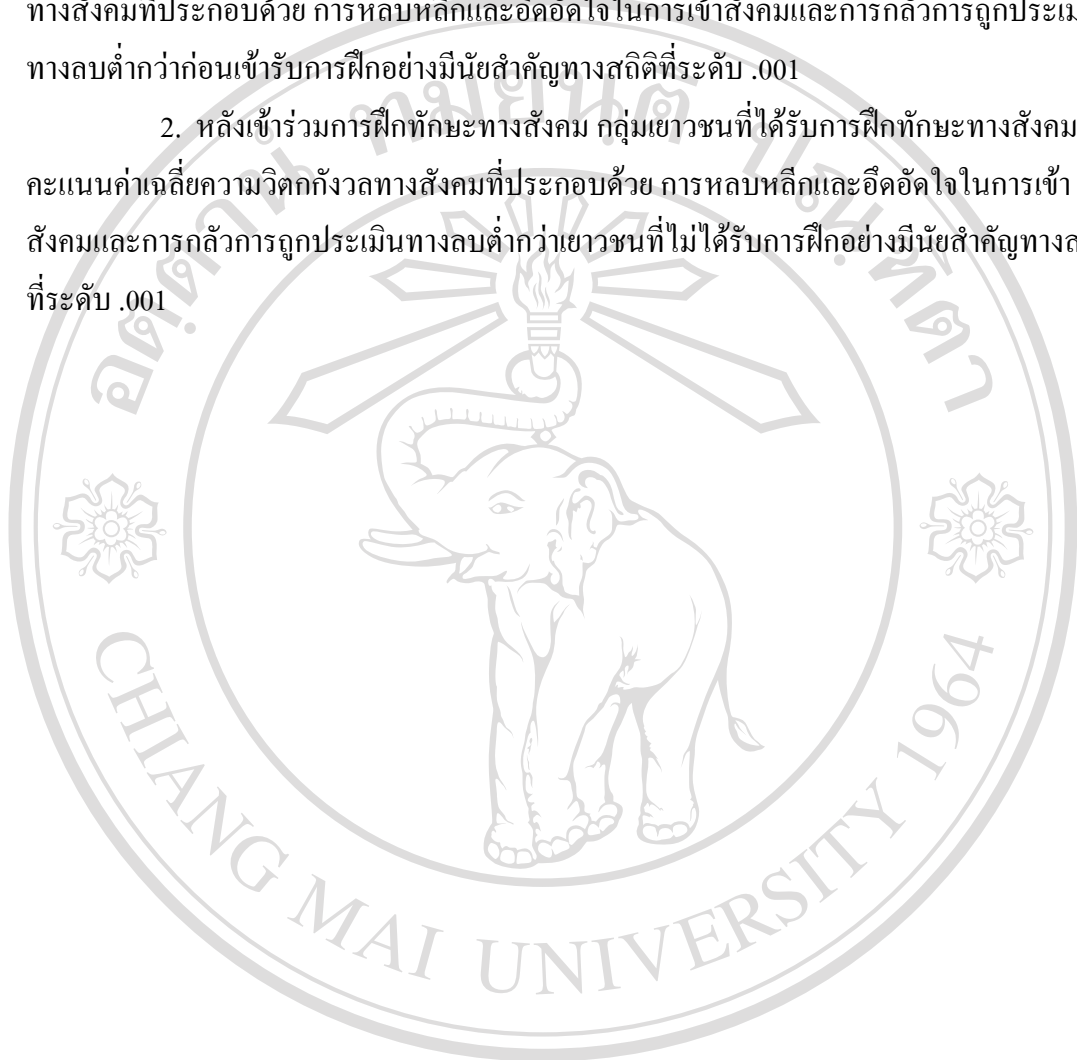 ทางสังคมที่ประกอบด้วย การหลบหลีกและอึดอัดใจในการเข้าสังคมและการกลัวการถูกประเมิ
ทางลบต่ำกว่าก่อนเข้ารับการฝึกอย่างมีนัยสำคัญทางสถิติที่ระดับ .001
2. หลังเข้าร่วมการฝึกทักษะทางสังคม กลุ่มเยาวชนที่ได้รับการฝึกทักษะทางสังคม
คะแนนค่าเฉลี่ยความวิตกกังวลทางสังคมที่ประกอบด้วย การหลบหลีกและอึดอัดใจในการเข้า
สังคมและการกลัวการถูกประเมินทางลบต่ำกว่าเยาวชนที่ไม่ได้รับการฝึกอย่างมีนัยสำคัญทางส
ที่ระดับ .001
อตฺตานํ ทมยนฺติ ปณฺฑิตา
CHIANG MAI UNIVERSITY 1964